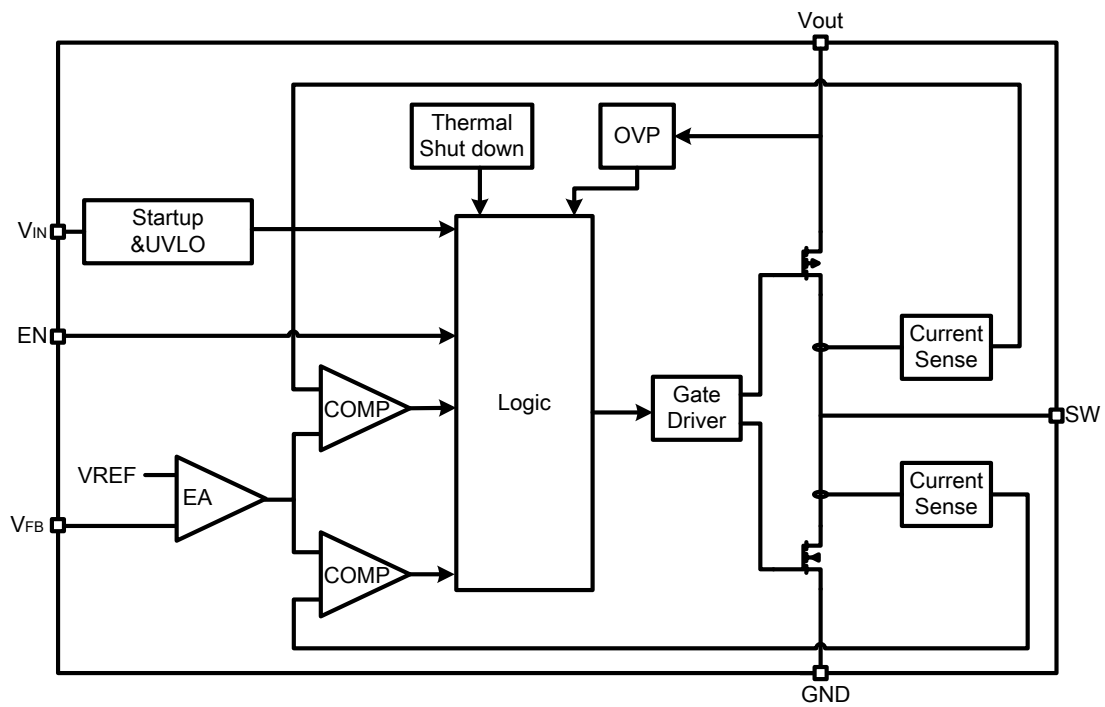 Vout
Thermal
Shut down
OVP
VIN
Startup
&UVLO
EN
Current
Sense
COMP
Logic
Gate
Driver
SW
VREF
EA
VFB
Current
Sense
COMP
GND